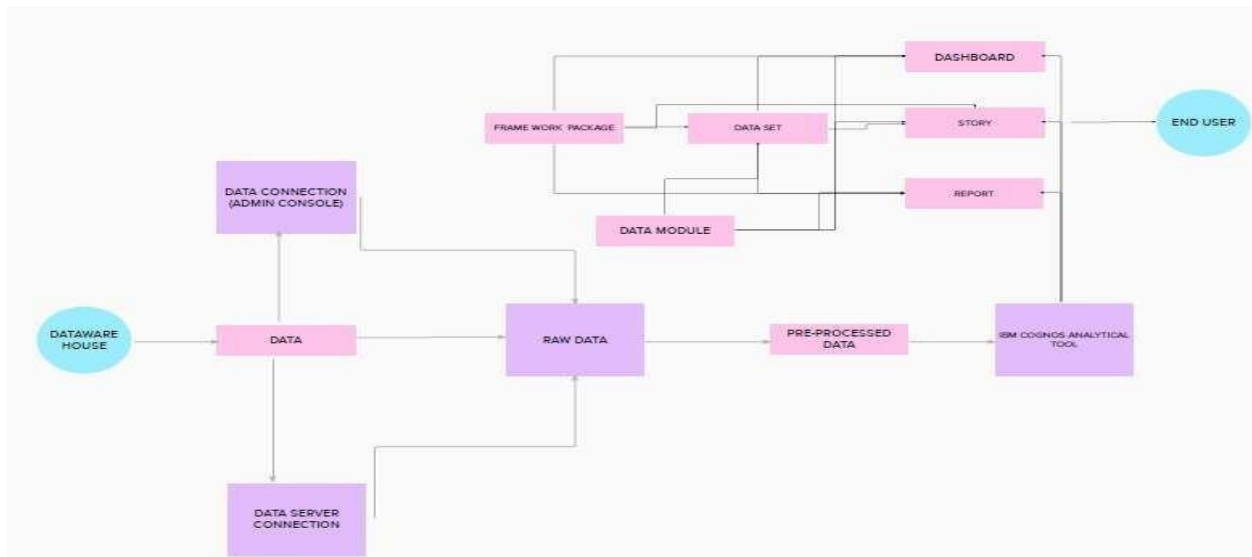 DASHBOARD
FRAME WORK PACKAGE
DATA SET
STORY
END USER
DATA CONNECTION
(ADMIN CONSOLE)
REPORT
DATA MODULE
DATAWARE
HOUSE
DATA
RAW DATA
PRE-PROCESSED
DATA
IBM COGNOS ANALYTICAL
TOOL
DATA SERVER
CONNECTION